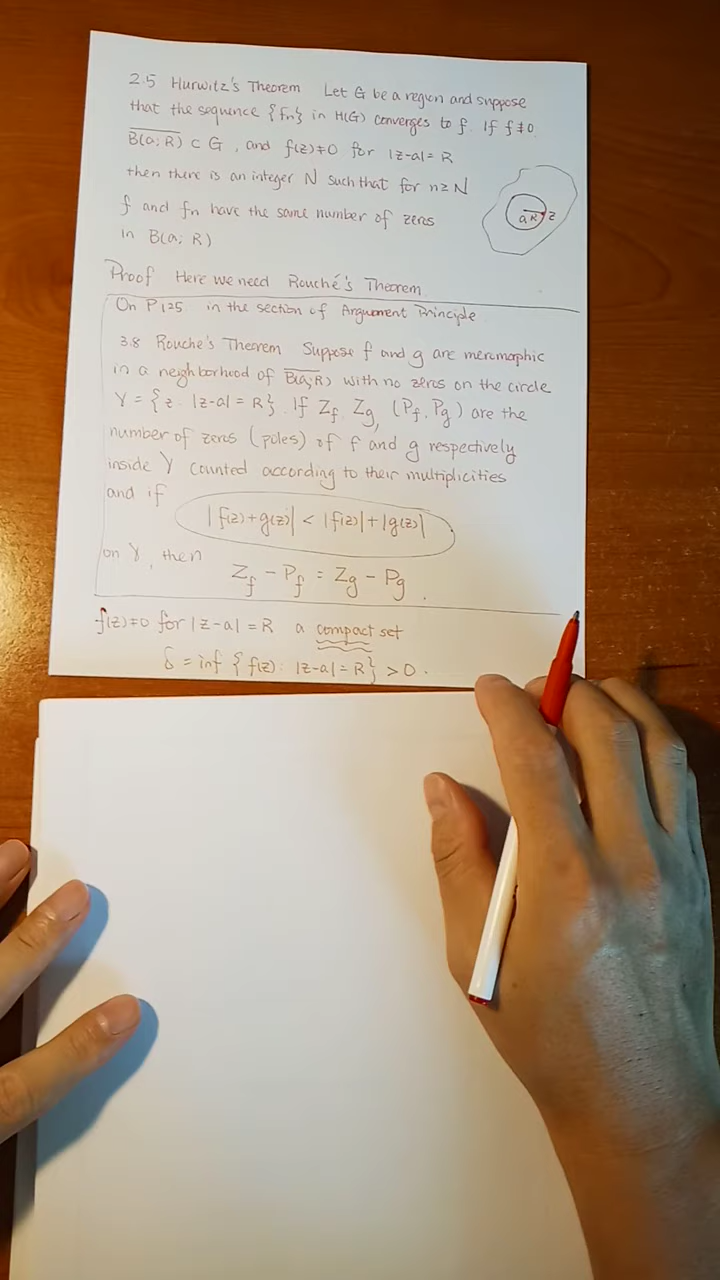 2.5 Hurwitz's Theorem Let G be a region and suppose
that the sequence {fn} in H(G) converges to f. If f≢0,
B̅(̅a̅;̅ ̅R̅)̅ ⊂ G, and f(z)≠0 for |z-a|= R
then there is an integer N such that for n≥N
f and fn have the same number of zeros
in B(a; R)
a R z
Proof Here we need Rouché's Theorem
On P125 in the section of Argument Principle
3.8 Rouche's Theorem Suppose f and g are meromophic
in a neighborhood of B̅(̅a̅;̅R̅)̅ with no zeros on the circle
γ = {z: |z-a| = R}. If Zf, Zg, (Pf, Pg) are the
number of zeros (poles) of f and g respectively
inside γ counted according to their multiplicities
and if
|f(z)+g(z)| < |f(z)|+|g(z)|
on γ, then
Zf - Pf = Zg - Pg.
f(z)≠0 for |z-a| = R a compact set
δ = inf {f(z): |z-a|= R} >0.